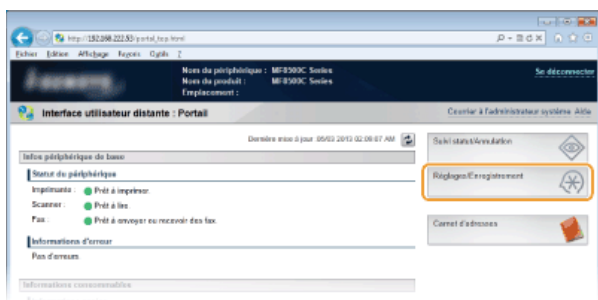 http://192.168.222.53/portal_top.html
Fichier Edition Affichage Favoris Outils ?
Nom du périphérique : MF8500C Series
Nom du produit : MF8500C Series
Emplacement :
Se déconnecter
Interface utilisateur distante : Portail
Courrier à l'administrateur système Aide
Dernière mise à jour :05/03 2013 02:09:07 AM
Infos périphérique de base
Statut du périphérique
Imprimante : Prêt à imprimer.
Scanner : Prêt à lire.
Fax : Prêt à envoyer ou recevoir des fax.
Informations d'erreur
Pas d'erreurs.
Informations consommables
Suivi statut/Annulation
Réglages/Enregistrement
Carnet d'adresses